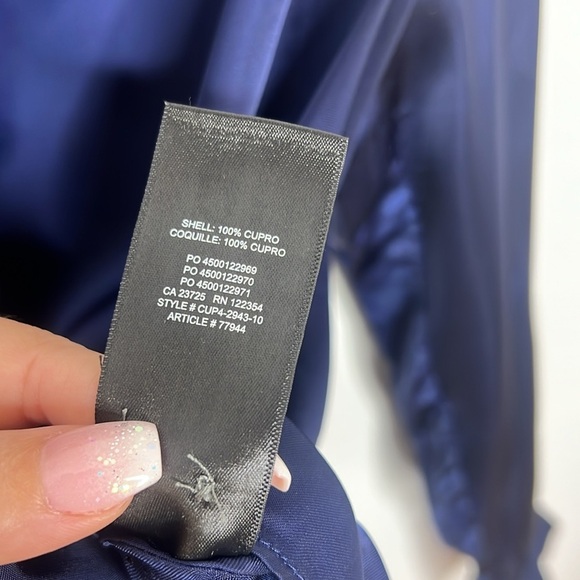 SHELL: 100% CUPRO
COQUILLE: 100% CUPRO
PO 4500122969
PO 4500122970
PO 4500122971
CA 23725 RN 122354
STYLE # CUP4-2943-10
ARTICLE # 77944